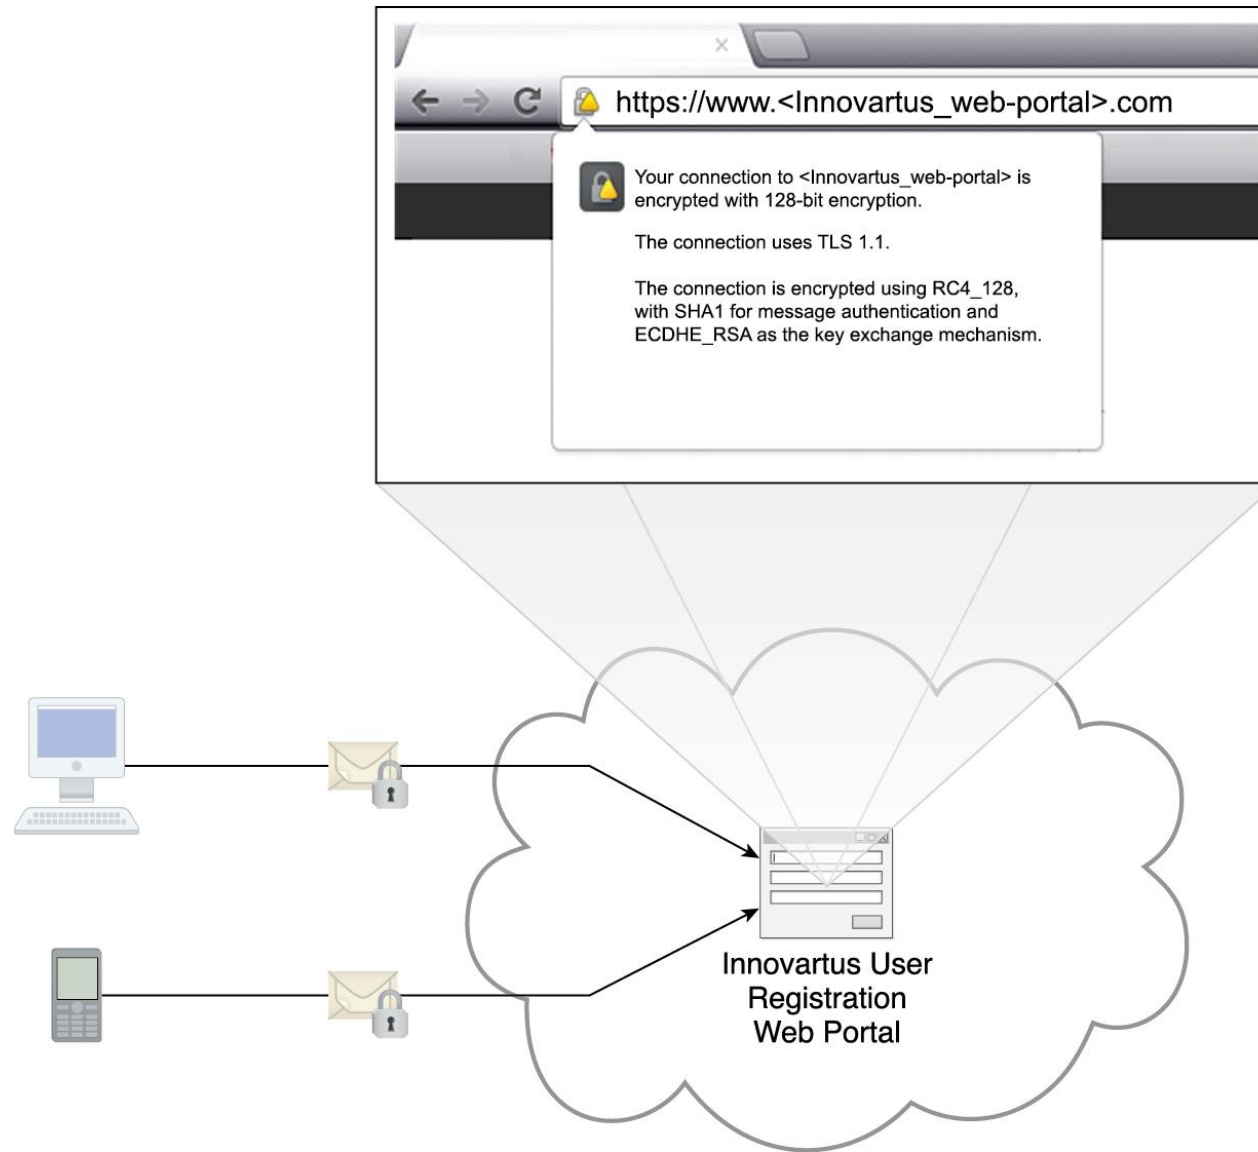 https://www.<Innovartus_web-portal>.com
Your connection to <Innovartus_web-portal> is
encrypted with 128-bit encryption.
The connection uses TLS 1.1.
The connection is encrypted using RC4_128,
with SHA1 for message authentication and
ECDHE_RSA as the key exchange mechanism.
Innovartus User
Registration
Web Portal